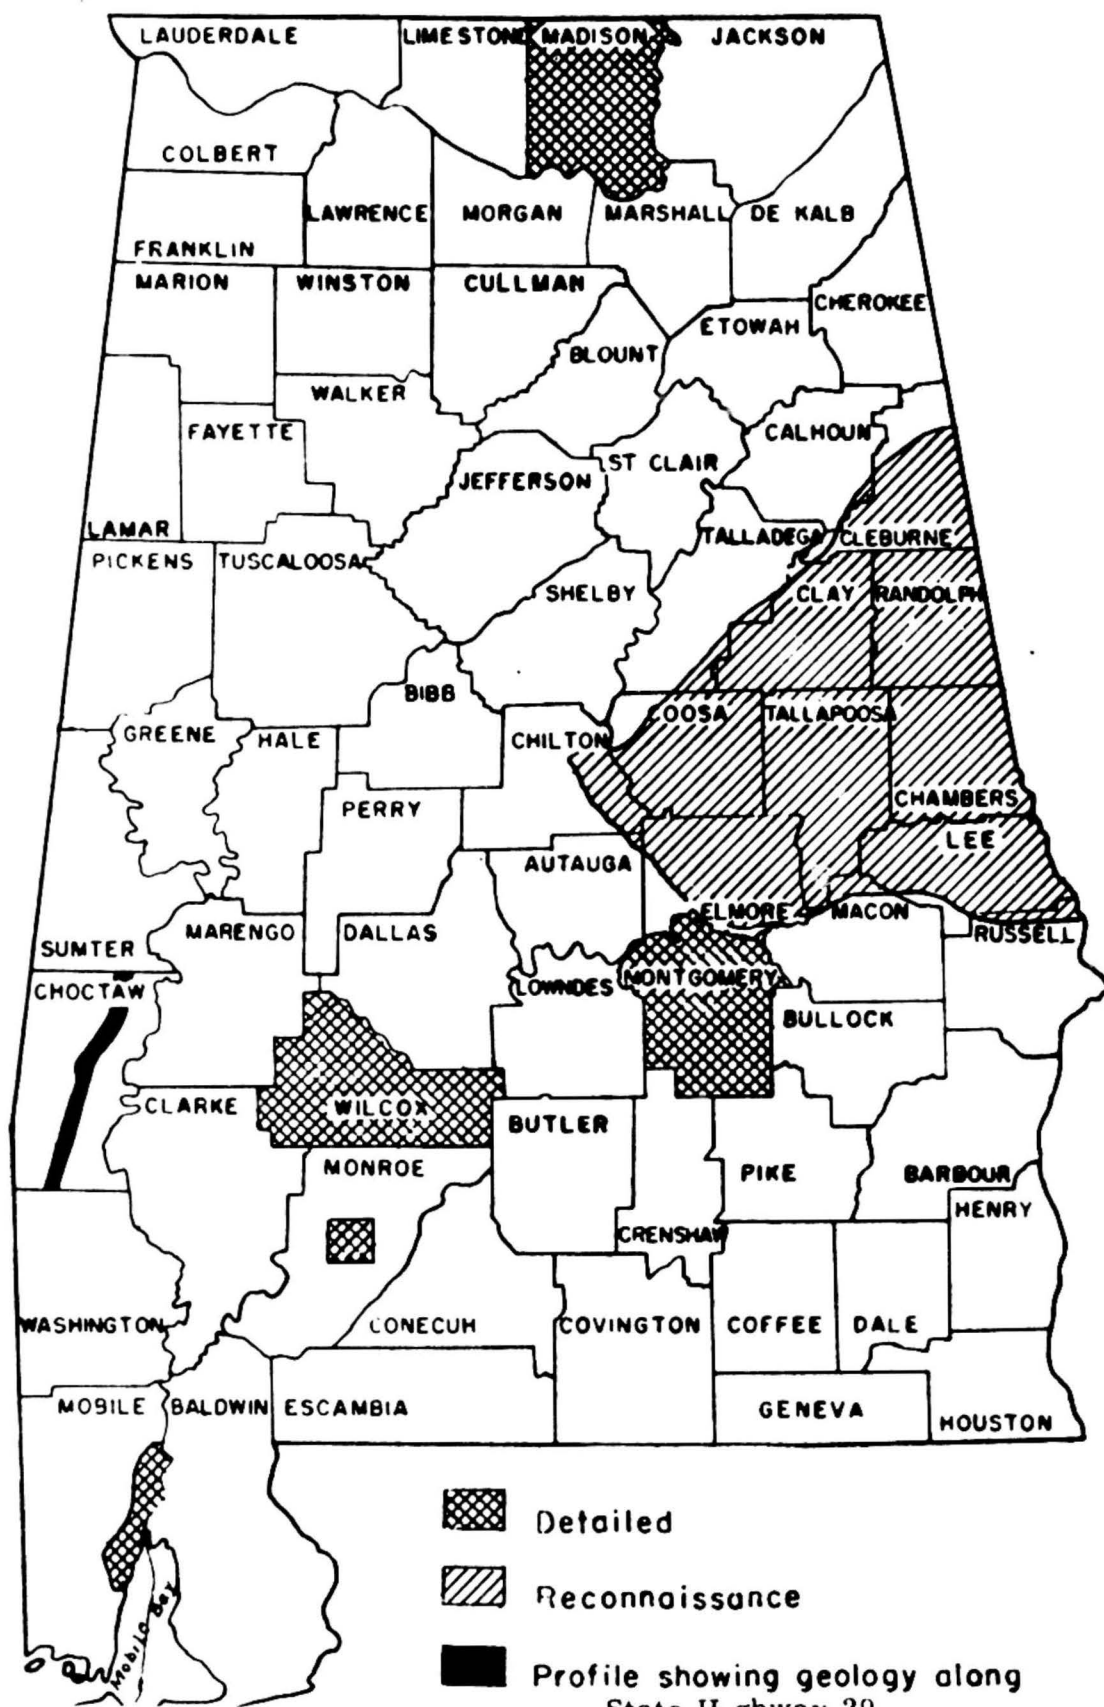 LAUDERDALE LIMESTONE MADISON JACKSON
COLBERT
LAWRENCE MORGAN MARSHALL DE KALB
FRANKLIN
MARION WINSTON CULLMAN CHEROKEE
ETOWAH
BLOUNT
WALKER
FAYETTE CALHOUN
ST CLAIR
JEFFERSON
LAMAR TALLADEGA CLEBURNE
PICKENS TUSCALOOSA
SHELBY CLAY RANDOLPH
BIBB
COOSA TALLAPOOSA
GREENE HALE CHILTON
CHAMBERS
PERRY
LEE
AUTAUGA
ELMORE MACON
MARENGO DALLAS RUSSELL
SUMTER
CHOCTAW LOWNDES MONTGOMERY
BULLOCK
CLARKE WILCOX
BUTLER
MONROE PIKE BARBOUR
HENRY
CRENSHAW
WASHINGTON CONECUH COVINGTON COFFEE DALE
MOBILE BALDWIN ESCAMBIA GENEVA
HOUSTON
Detailed
Reconnaissance
Mobile Bay
Profile showing geology along
State H ghway